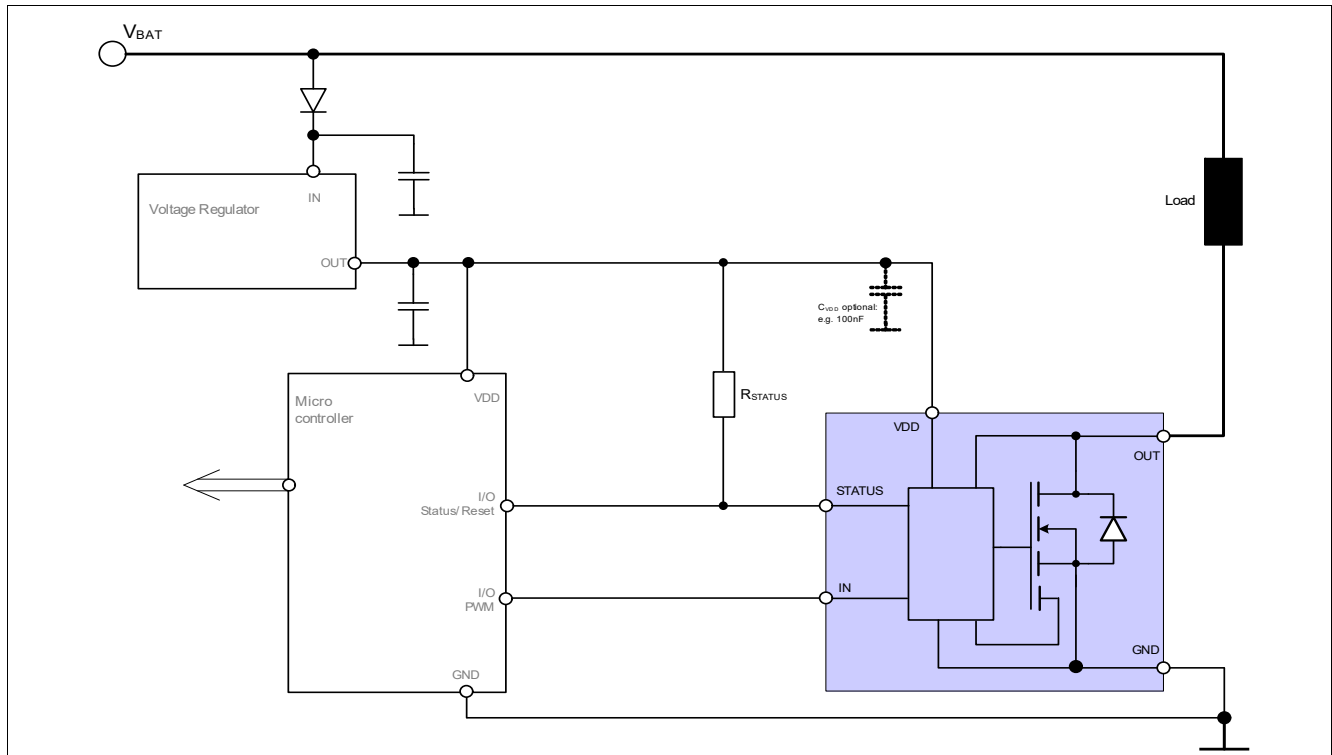 VBAT
IN
Voltage Regulator
Load
OUT
CVDD optional:
e.g. 100nF
Micro
controller
VDD
RSTATUS
VDD
OUT
I/O
Status/Reset
STATUS
I/O
PWM
IN
GND
GND